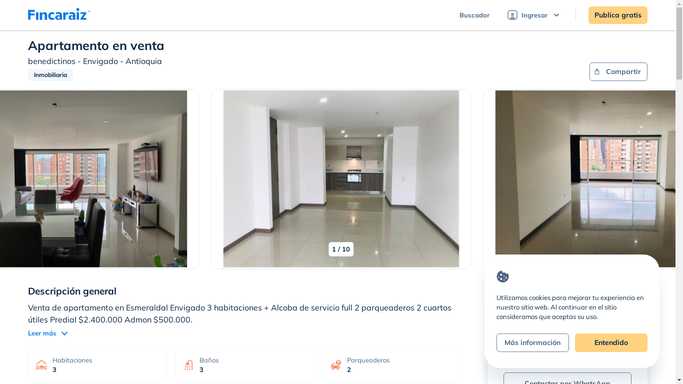 Fincaraiz
Buscador
Ingresar
Publica gratis
Apartamento en venta
benedictinos - Envigado - Antioquia
Inmobiliaria
Compartir
1 / 10
Descripción general
Venta de apartamento en Esmeraldal Envigado 3 habitaciones + Alcoba de servicio full 2 parqueaderos 2 cuartos
útiles Predial $2.400.000 Admon $500.000.
Leer más
Habitaciones
3
Baños
3
Parqueaderos
2
Utilizamos cookies para mejorar tu experiencia en
nuestro sitio web. Al continuar en el sitio
consideramos que aceptas su uso.
Más información
Entendido
Contactar por WhatsApp